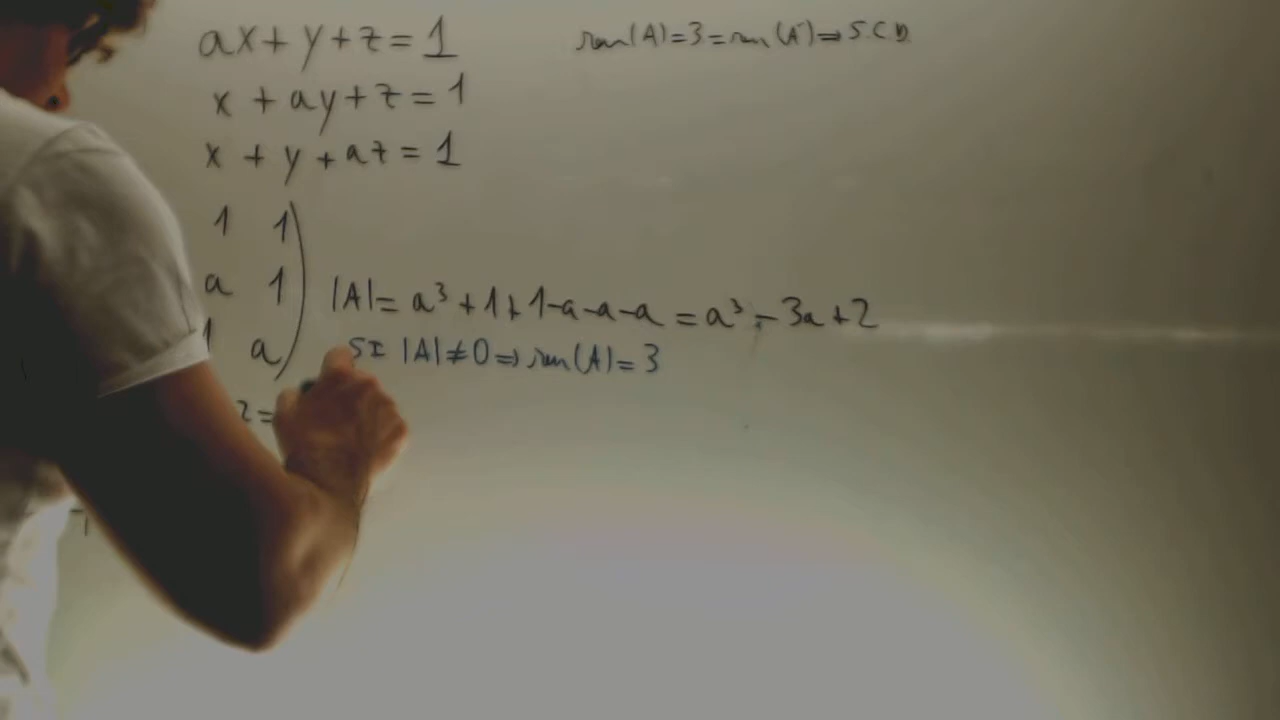 ax + y + z = 1
x + ay + z = 1
x + y + az = 1
ran(A) = 3 = ran(A') ⇒ S.C.D.
1 1
a 1
1 a
|A| = a³ + 1 + 1 - a - a - a = a³ - 3a + 2
SI |A| ≠ 0 ⇒ ran(A) = 3
2 =